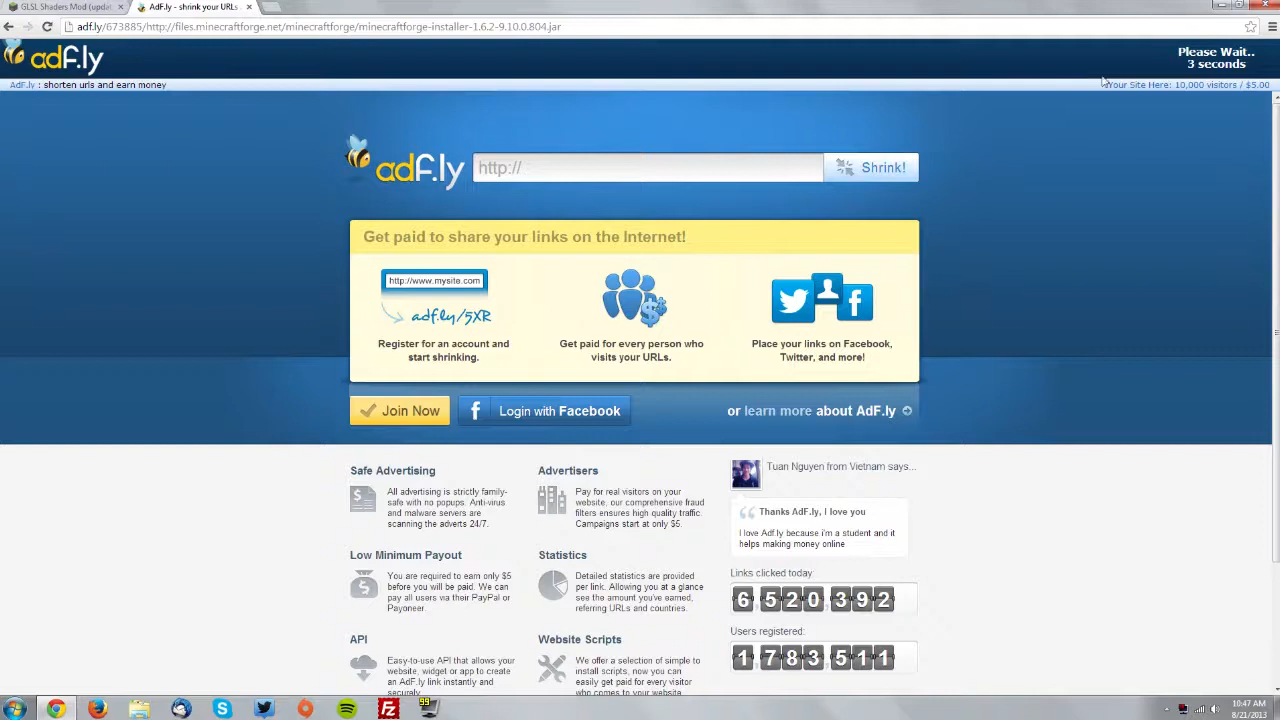 GLSL Shaders Mod (updat
AdF.ly - shrink your URLs
adf.ly/673885/http://files.minecraftforge.net/minecraftforge/minecraftforge-installer-1.6.2-9.10.0.804.jar
adf.ly
Please Wait..
3 seconds
AdF.ly : shorten urls and earn money
Your Site Here: 10,000 visitors / $5.00
adf.ly
http://
Shrink!
Get paid to share your links on the Internet!
http://www.mysite.com
adf.ly/5XR
Register for an account and
start shrinking.
Get paid for every person who
visits your URLs.
Place your links on Facebook,
Twitter, and more!
Join Now
Login with Facebook
or learn more about AdF.ly
Safe Advertising
All advertising is strictly family-
safe with no popups. Anti-virus
and malware servers are
scanning the adverts 24/7.
Advertisers
Pay for real visitors on your
website, our comprehensive fraud
filters ensures high quality traffic.
Campaigns start at only $5.
Tuan Nguyen from Vietnam says...
Thanks AdF.ly, I love you
I love Adf.ly because i'm a student and it
helps making money online
Low Minimum Payout
You are required to earn only $5
before you will be paid. We can
pay all users via their PayPal or
Payoneer.
Statistics
Detailed statistics are provided
per link. Allowing you at a glance
see the amount you've earned,
referring URLs and countries.
Links clicked today:
6,520,392
Users registered:
1,783,511
API
Easy-to-use API that allows your
website, widget or app to create
an AdF.ly link instantly and
securely.
Website Scripts
We offer a selection of simple to
install scripts, now you can
easily get paid for every visitor
who comes to your website
99
10:47 AM
8/21/2013